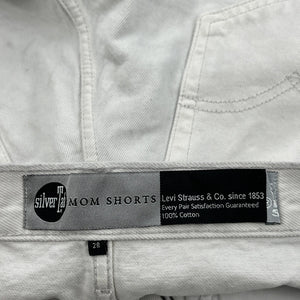 silver tab
MOM SHORTS
Levi Strauss & Co. since 1853
Every Pair Satisfaction Guaranteed
100% Cotton
28